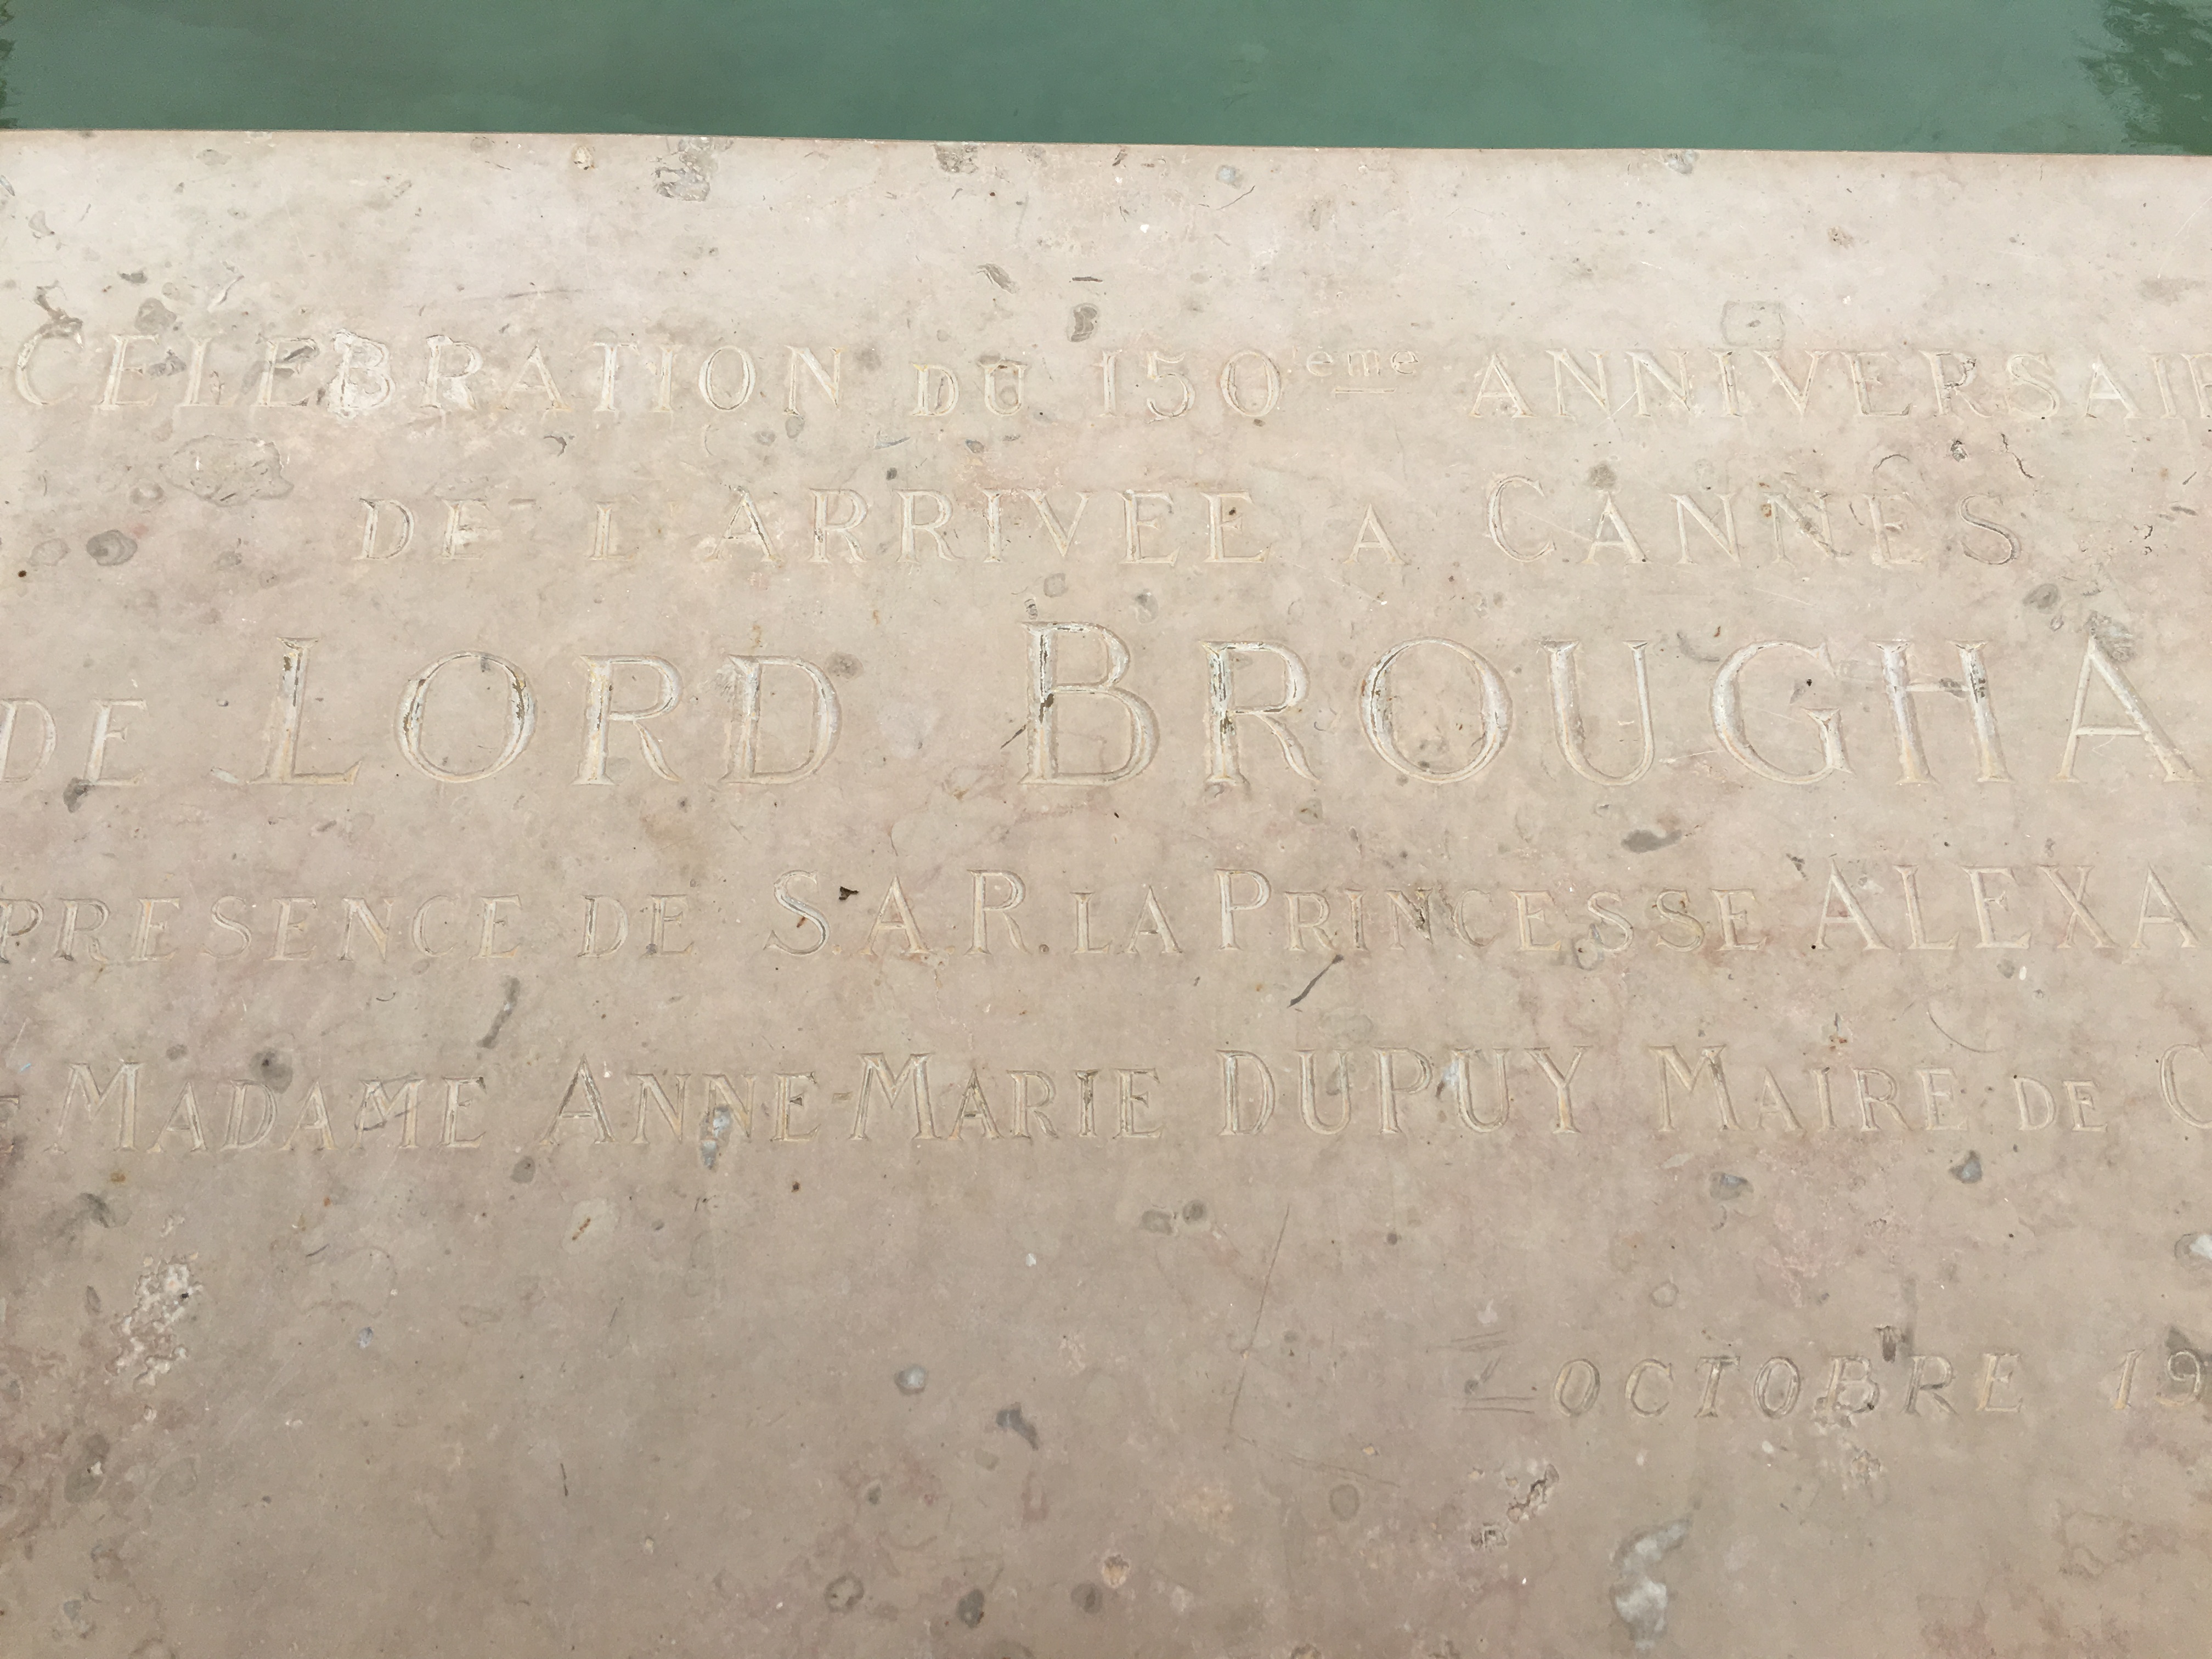 CELEBRATION DU 150ème ANNIVERSAI
DE L'ARRIVEE A CANNES
DE LORD BROUGHA
PRESENCE DE S.A.R. LA PRINCESSE ALEXA
MADAME ANNE-MARIE DUPUY MAIRE DE C
OCTOBRE 19